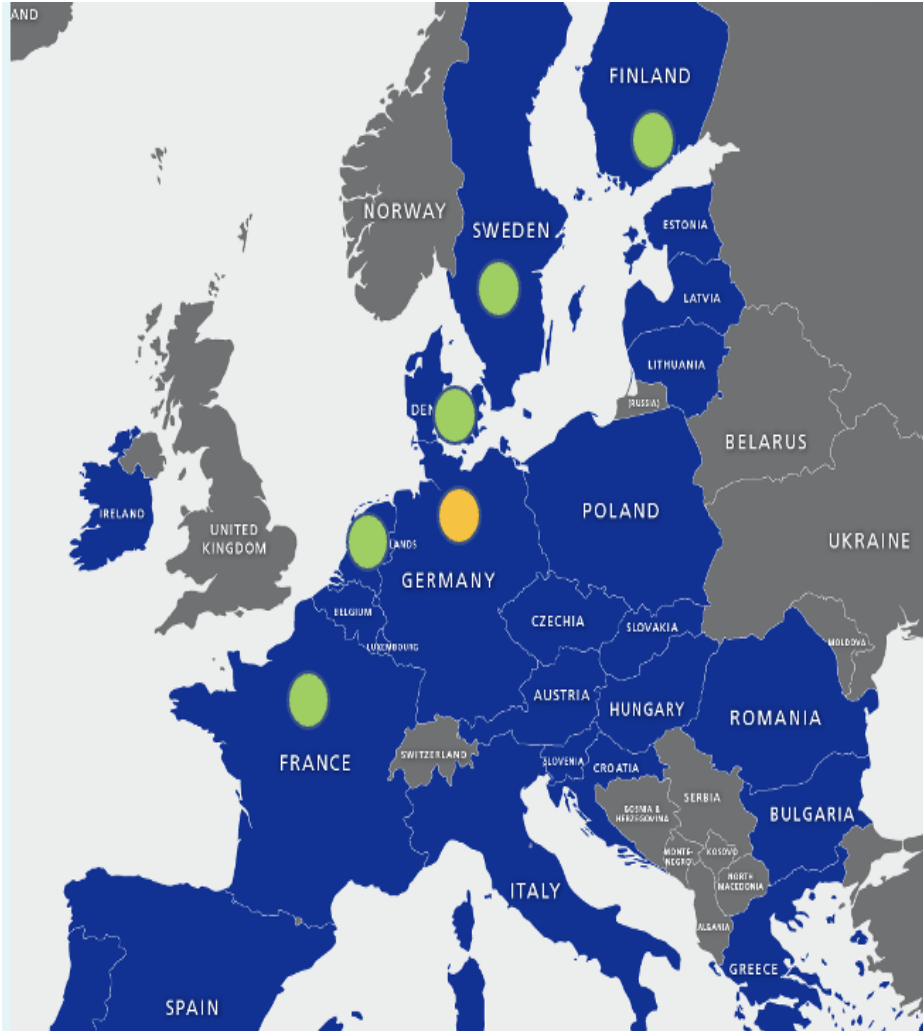 AND
FINLAND
NORWAY
SWEDEN
ESTONIA
LATVIA
LITHUANIA
(RUSSIA)
DEN
BELARUS
IRELAND
UNITED
KINGDOM
POLAND
UKRAINE
LANDS
GERMANY
BELGIUM
CZECHIA
SLOVAKIA
LUXEMBOURG
MOLDOVA
AUSTRIA
HUNGARY
ROMANIA
SWITZERLAND
FRANCE
SLOVENIA
CROATIA
SERBIA
BOSNIA &
HERZEGOVINA
BULGARIA
MONTE-
NEGRO
KOSOVO
NORTH
MACEDONIA
ITALY
ALGANIA
GREECE
SPAIN